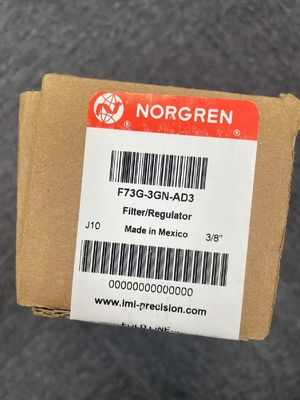 NORGREN
F73G-3GN-AD3
Filter/Regulator
J10 Made in Mexico 3/8"
00000000000000
www.imi-precision.com